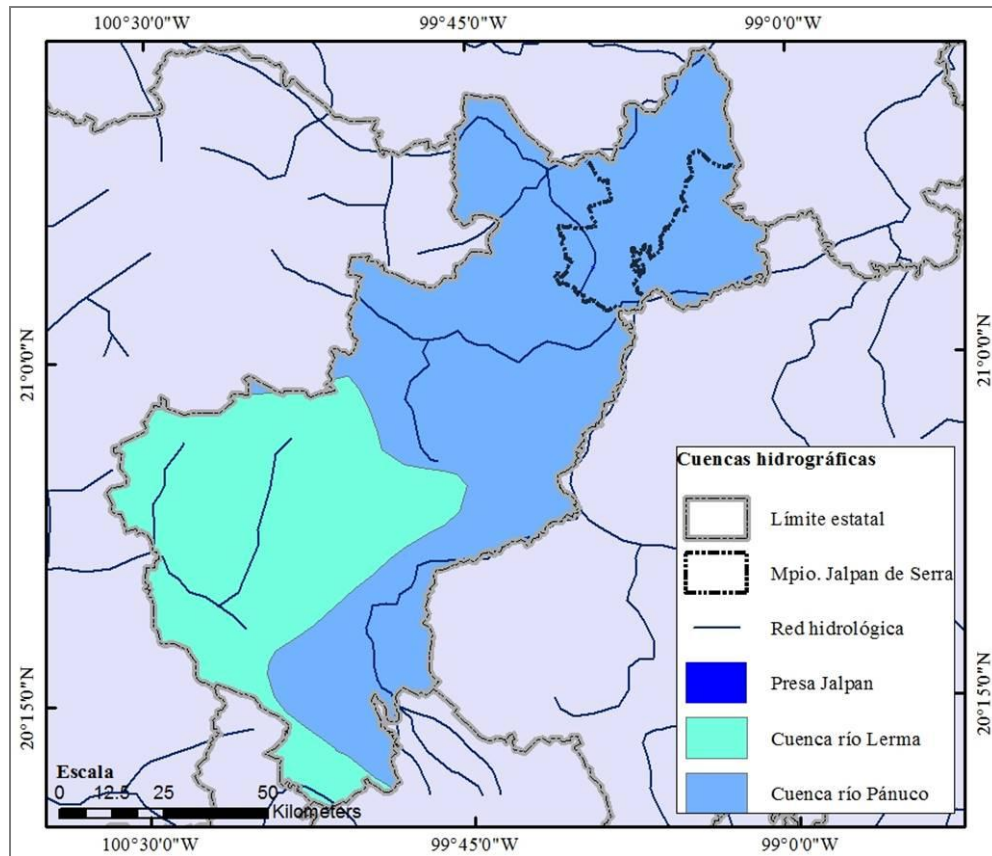 100°30'0"W 99°45'0"W 99°0'0"W
21°0'0"N
21°0'0"N
20°15'0"N
20°15'0"N
Cuencas hidrográficas
Límite estatal
Mpio. Jalpan de Serra
Red hidrológica
Presa Jalpan
Cuenca río Lerma
Cuenca río Pánuco
Escala
0 12.5 25 50
Kilometers
100°30'0"W 99°45'0"W 99°0'0"W